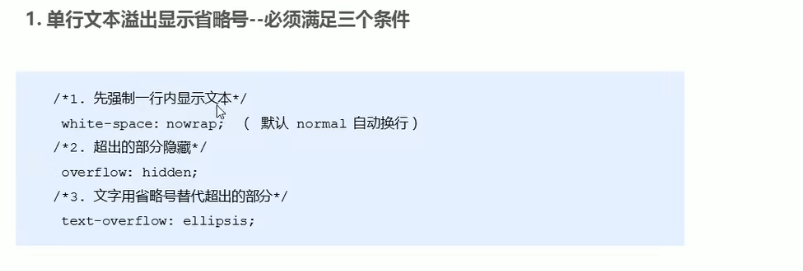 1. 单行文本溢出显示省略号--必须满足三个条件
/*1. 先强制一行内显示文本*/
white-space: nowrap; ( 默认 normal 自动换行)
/*2. 超出的部分隐藏*/
overflow: hidden;
/*3. 文字用省略号替代超出的部分*/
text-overflow: ellipsis;